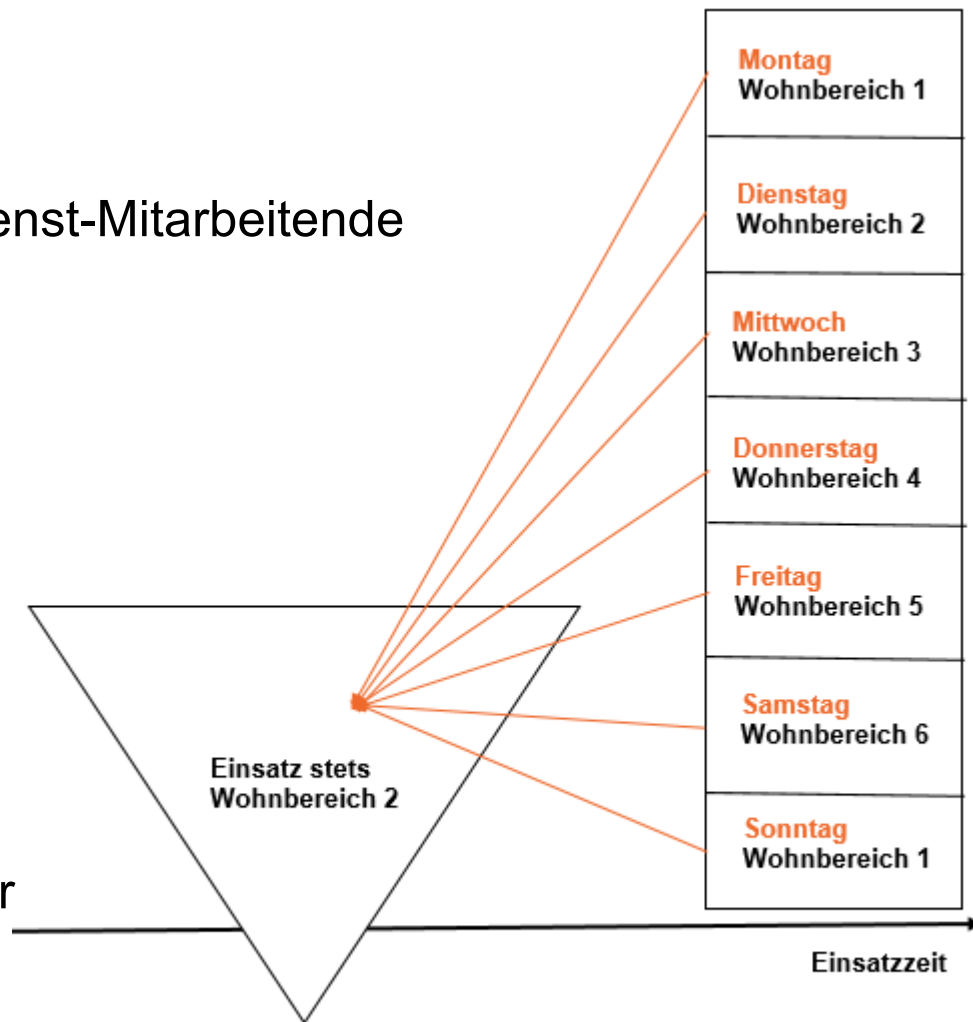 Montag
Wohnbereich 1
Dienstag
Wohnbereich 2
enst-Mitarbeitende
Mittwoch
Wohnbereich 3
Donnerstag
Wohnbereich 4
Freitag
Wohnbereich 5
Samstag
Wohnbereich 6
Einsatz stets
Wohnbereich 2
Sonntag
Wohnbereich 1
r
Einsatzzeit